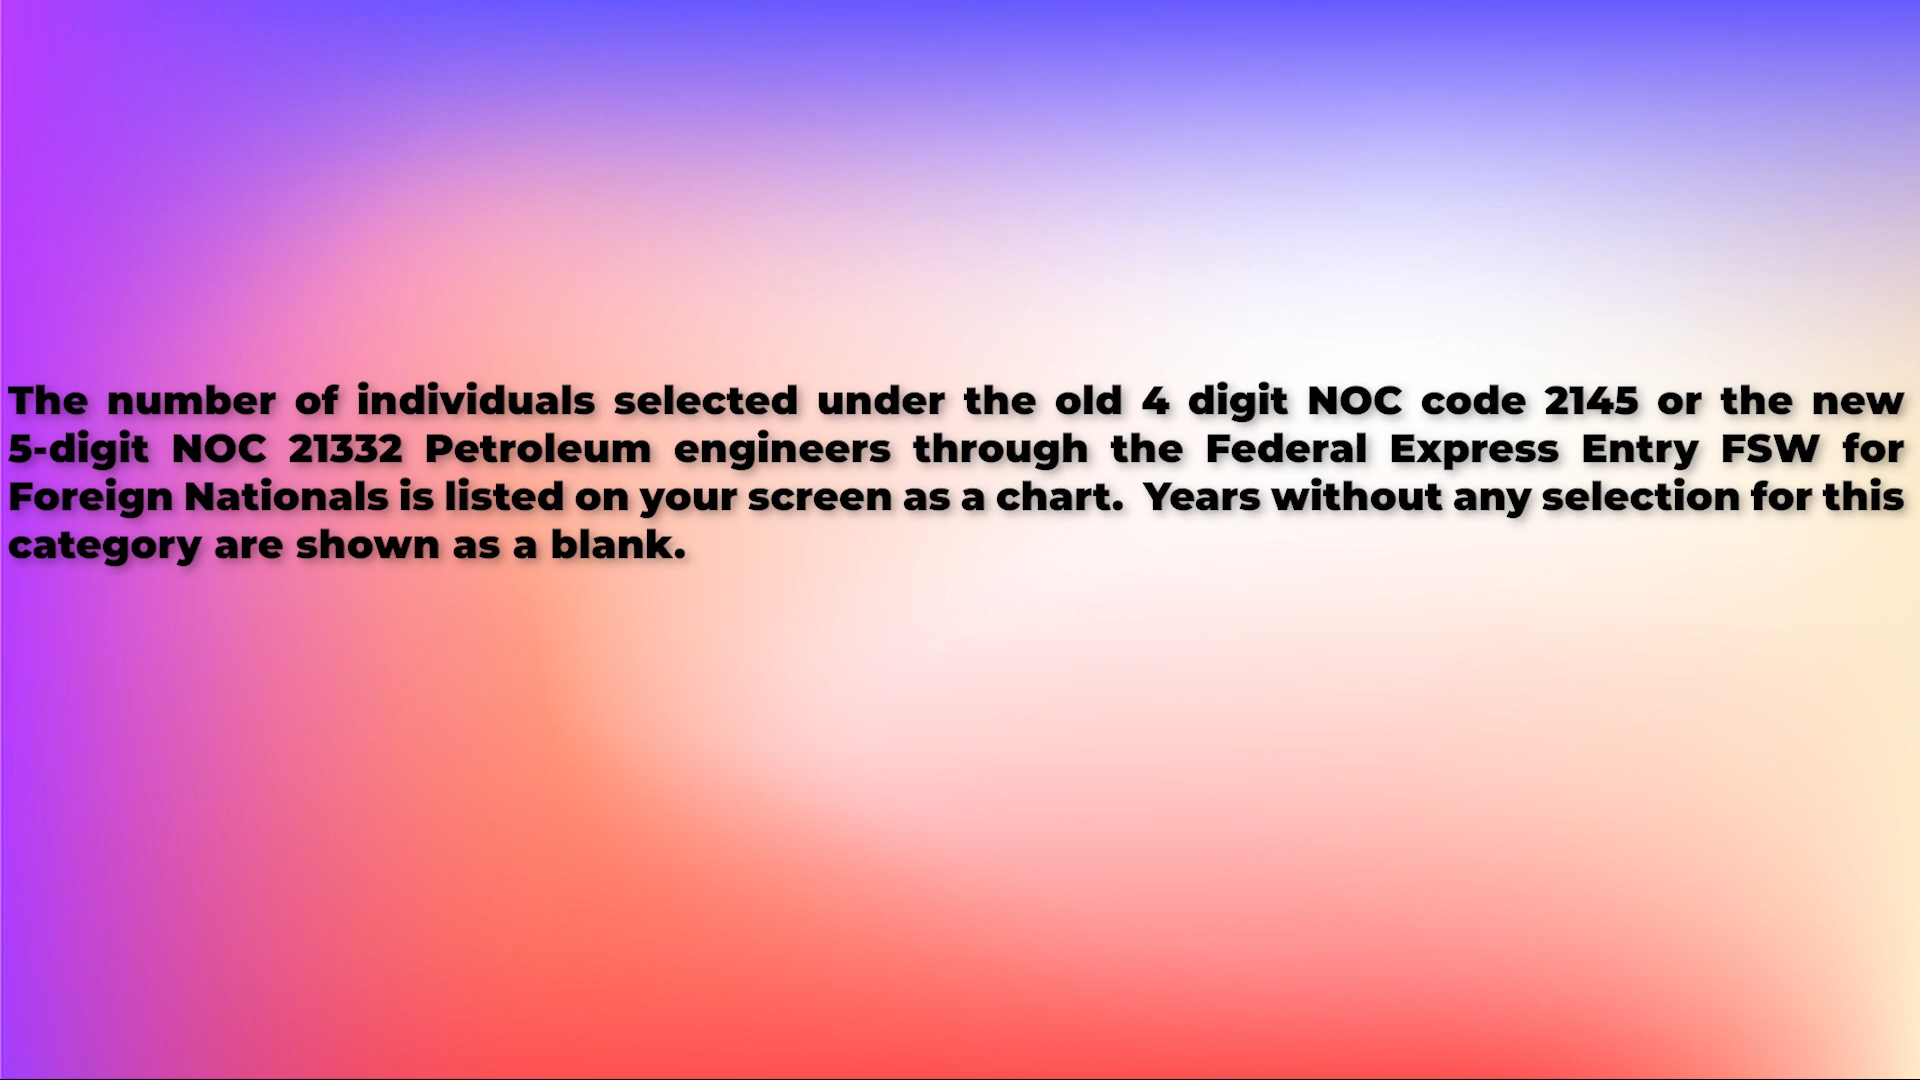 The number of individuals selected under the old 4 digit NOC code 2145 or the new
5-digit NOC 21332 Petroleum engineers through the Federal Express Entry FSW for
Foreign Nationals is listed on your screen as a chart.  Years without any selection for this
category are shown as a blank.